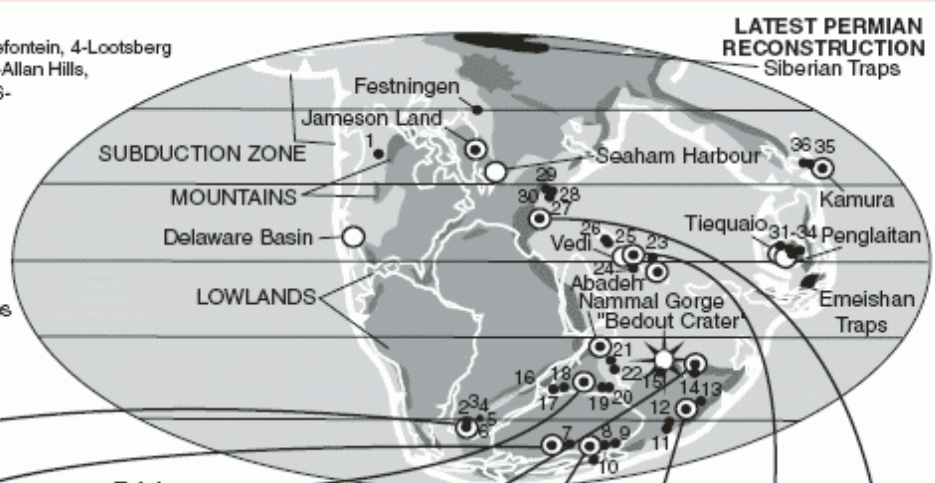 efontein, 4-Lootsberg
-Allan Hills,
S-
LATEST PERMIAN
RECONSTRUCTION
Siberian Traps
Festningen
Jameson Land
1
SUBDUCTION ZONE
Seaham Harbour
36 35
MOUNTAINS
29
28
30
27
Kamura
Delaware Basin
Tiequaio
31-34
Penglaitan
26
25
23
Vedi
24
Abadeh
LOWLANDS
Nammal Gorge
"Bedout Crater"
Emeishan
Traps
s
21
22
15
14
13
16
18
17
19
20
12
11
2
3
4
5
6
7
8
9
10